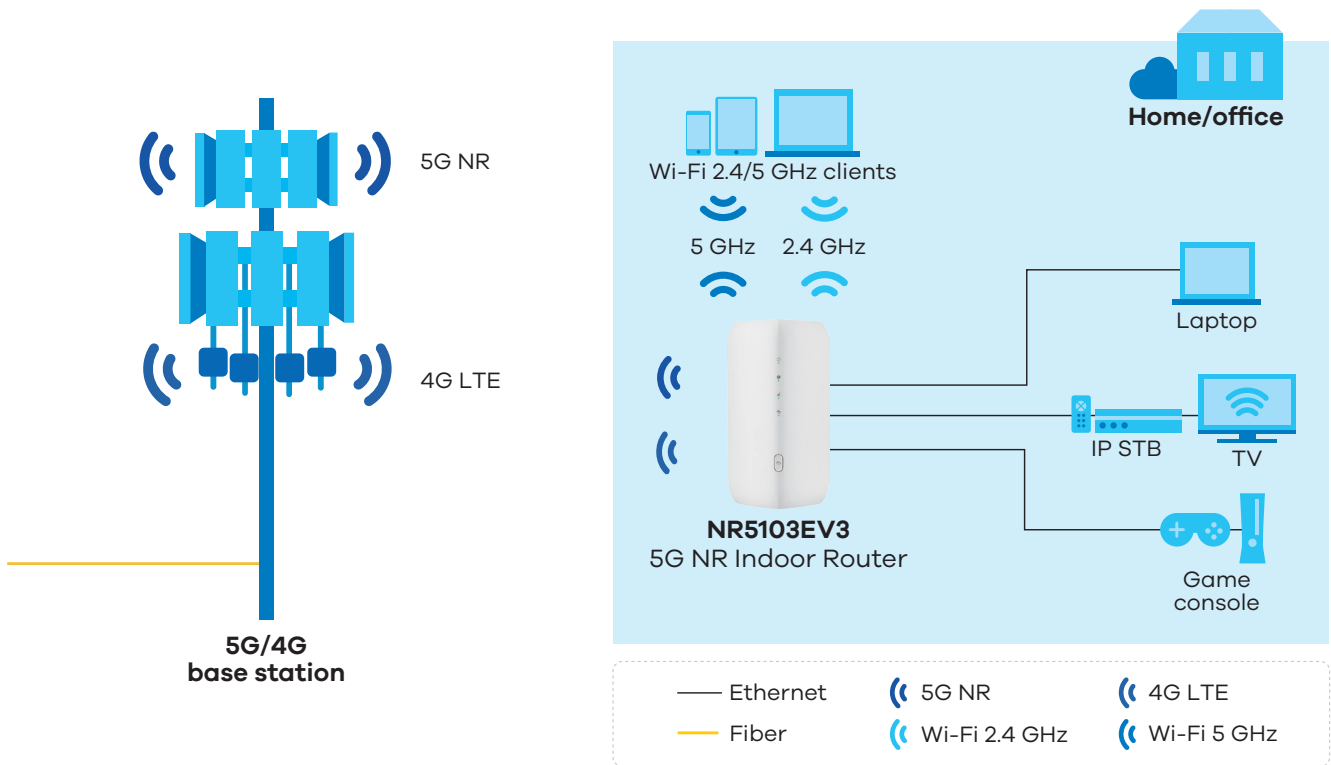 5G NR
4G LTE
5G/4G
base station
Home/office
Wi-Fi 2.4/5 GHz clients
5 GHz
2.4 GHz
Laptop
IP STB
TV
Game
console
NR5103EV3
5G NR Indoor Router
Ethernet
5G NR
4G LTE
Fiber
Wi-Fi 2.4 GHz
Wi-Fi 5 GHz